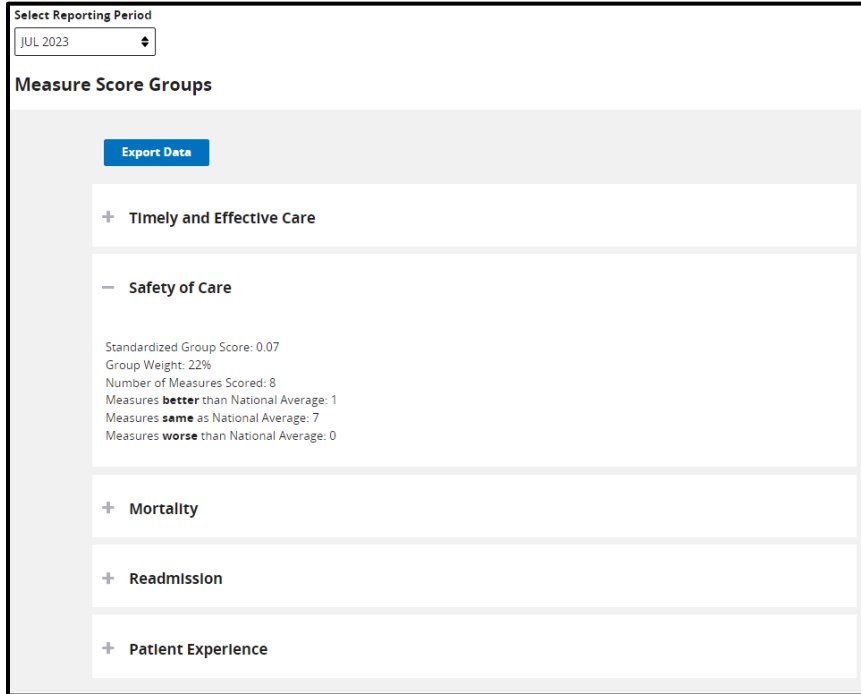 Select Reporting Period
JUL 2023
Measure Score Groups
Export Data
Timely and Effective Care
Safety of Care
Standardized Group Score: 0.07
Group Weight: 22%
Number of Measures Scored: 8
Measures better than National Average: 1
Measures same as National Average: 7
Measures worse than National Average: 0
Mortality
Readmission
Patient Experience